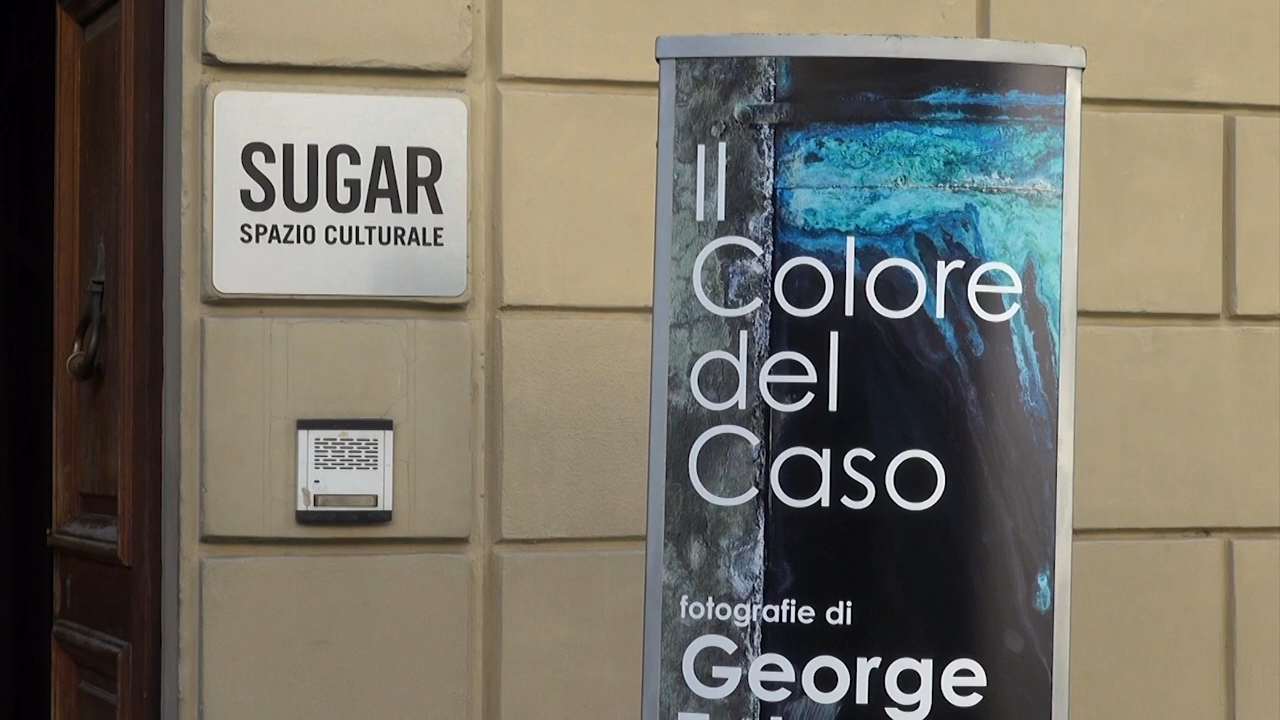 SUGAR
SPAZIO CULTURALE
Il
Colore
del
Caso
fotografie di
George